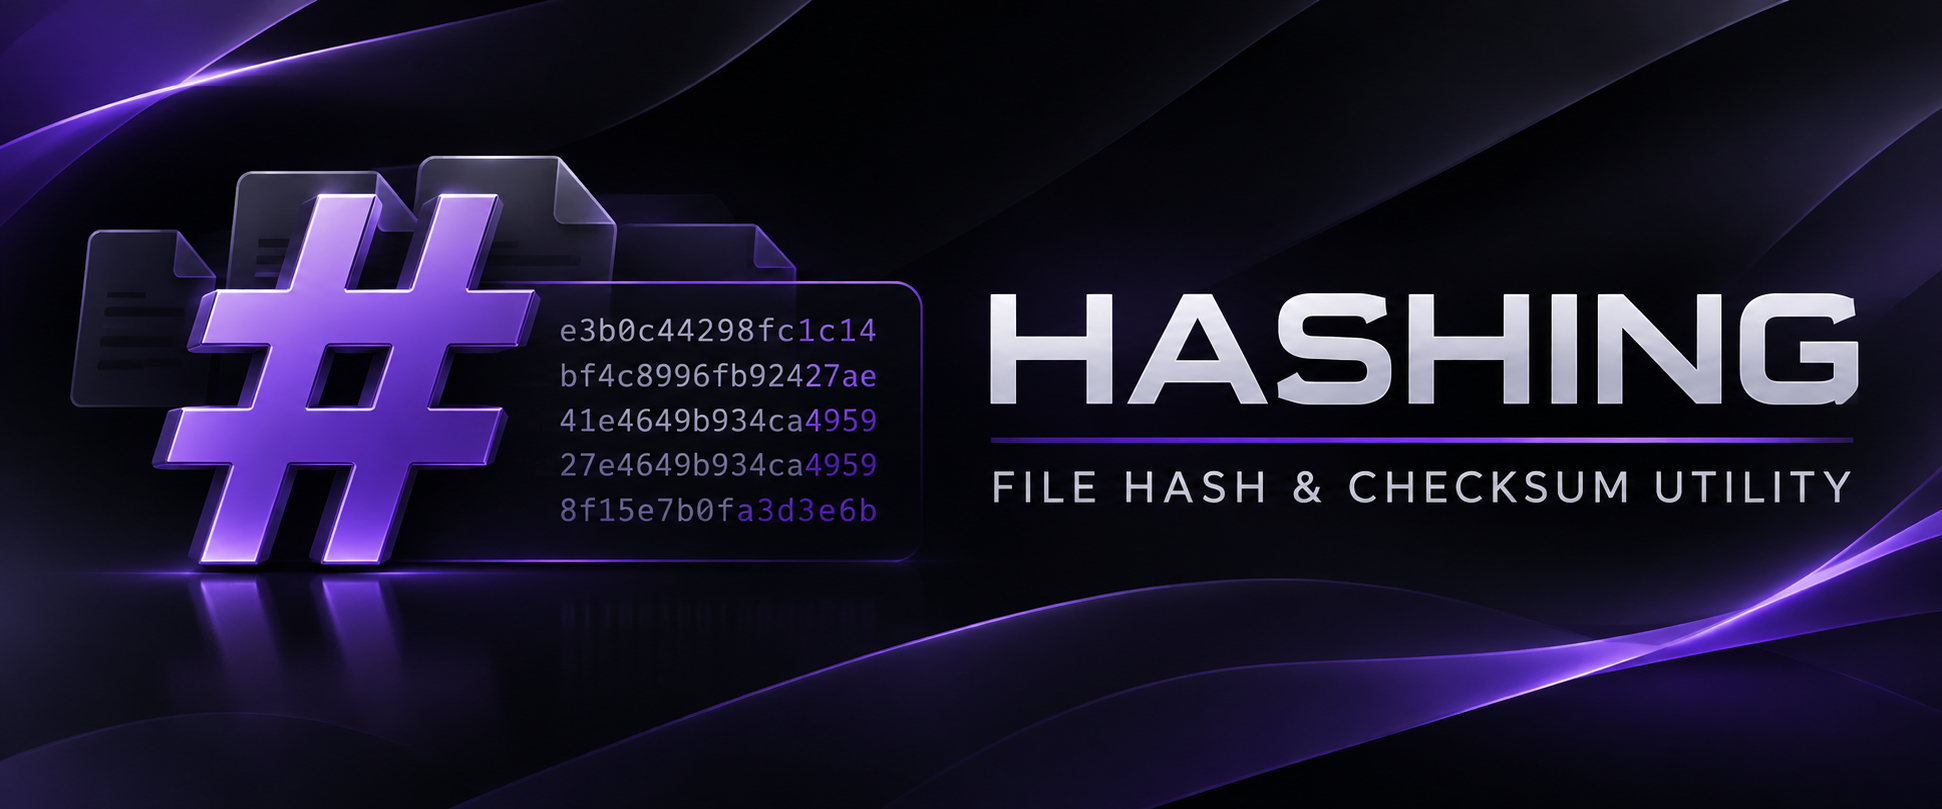 #
e3b0c44298fc1c14
bf4c8996fb92427ae
41e4649b934ca4959
27e4649b934ca4959
8f15e7b0fa3d3e6b
HASHING
FILE HASH & CHECKSUM UTILITY